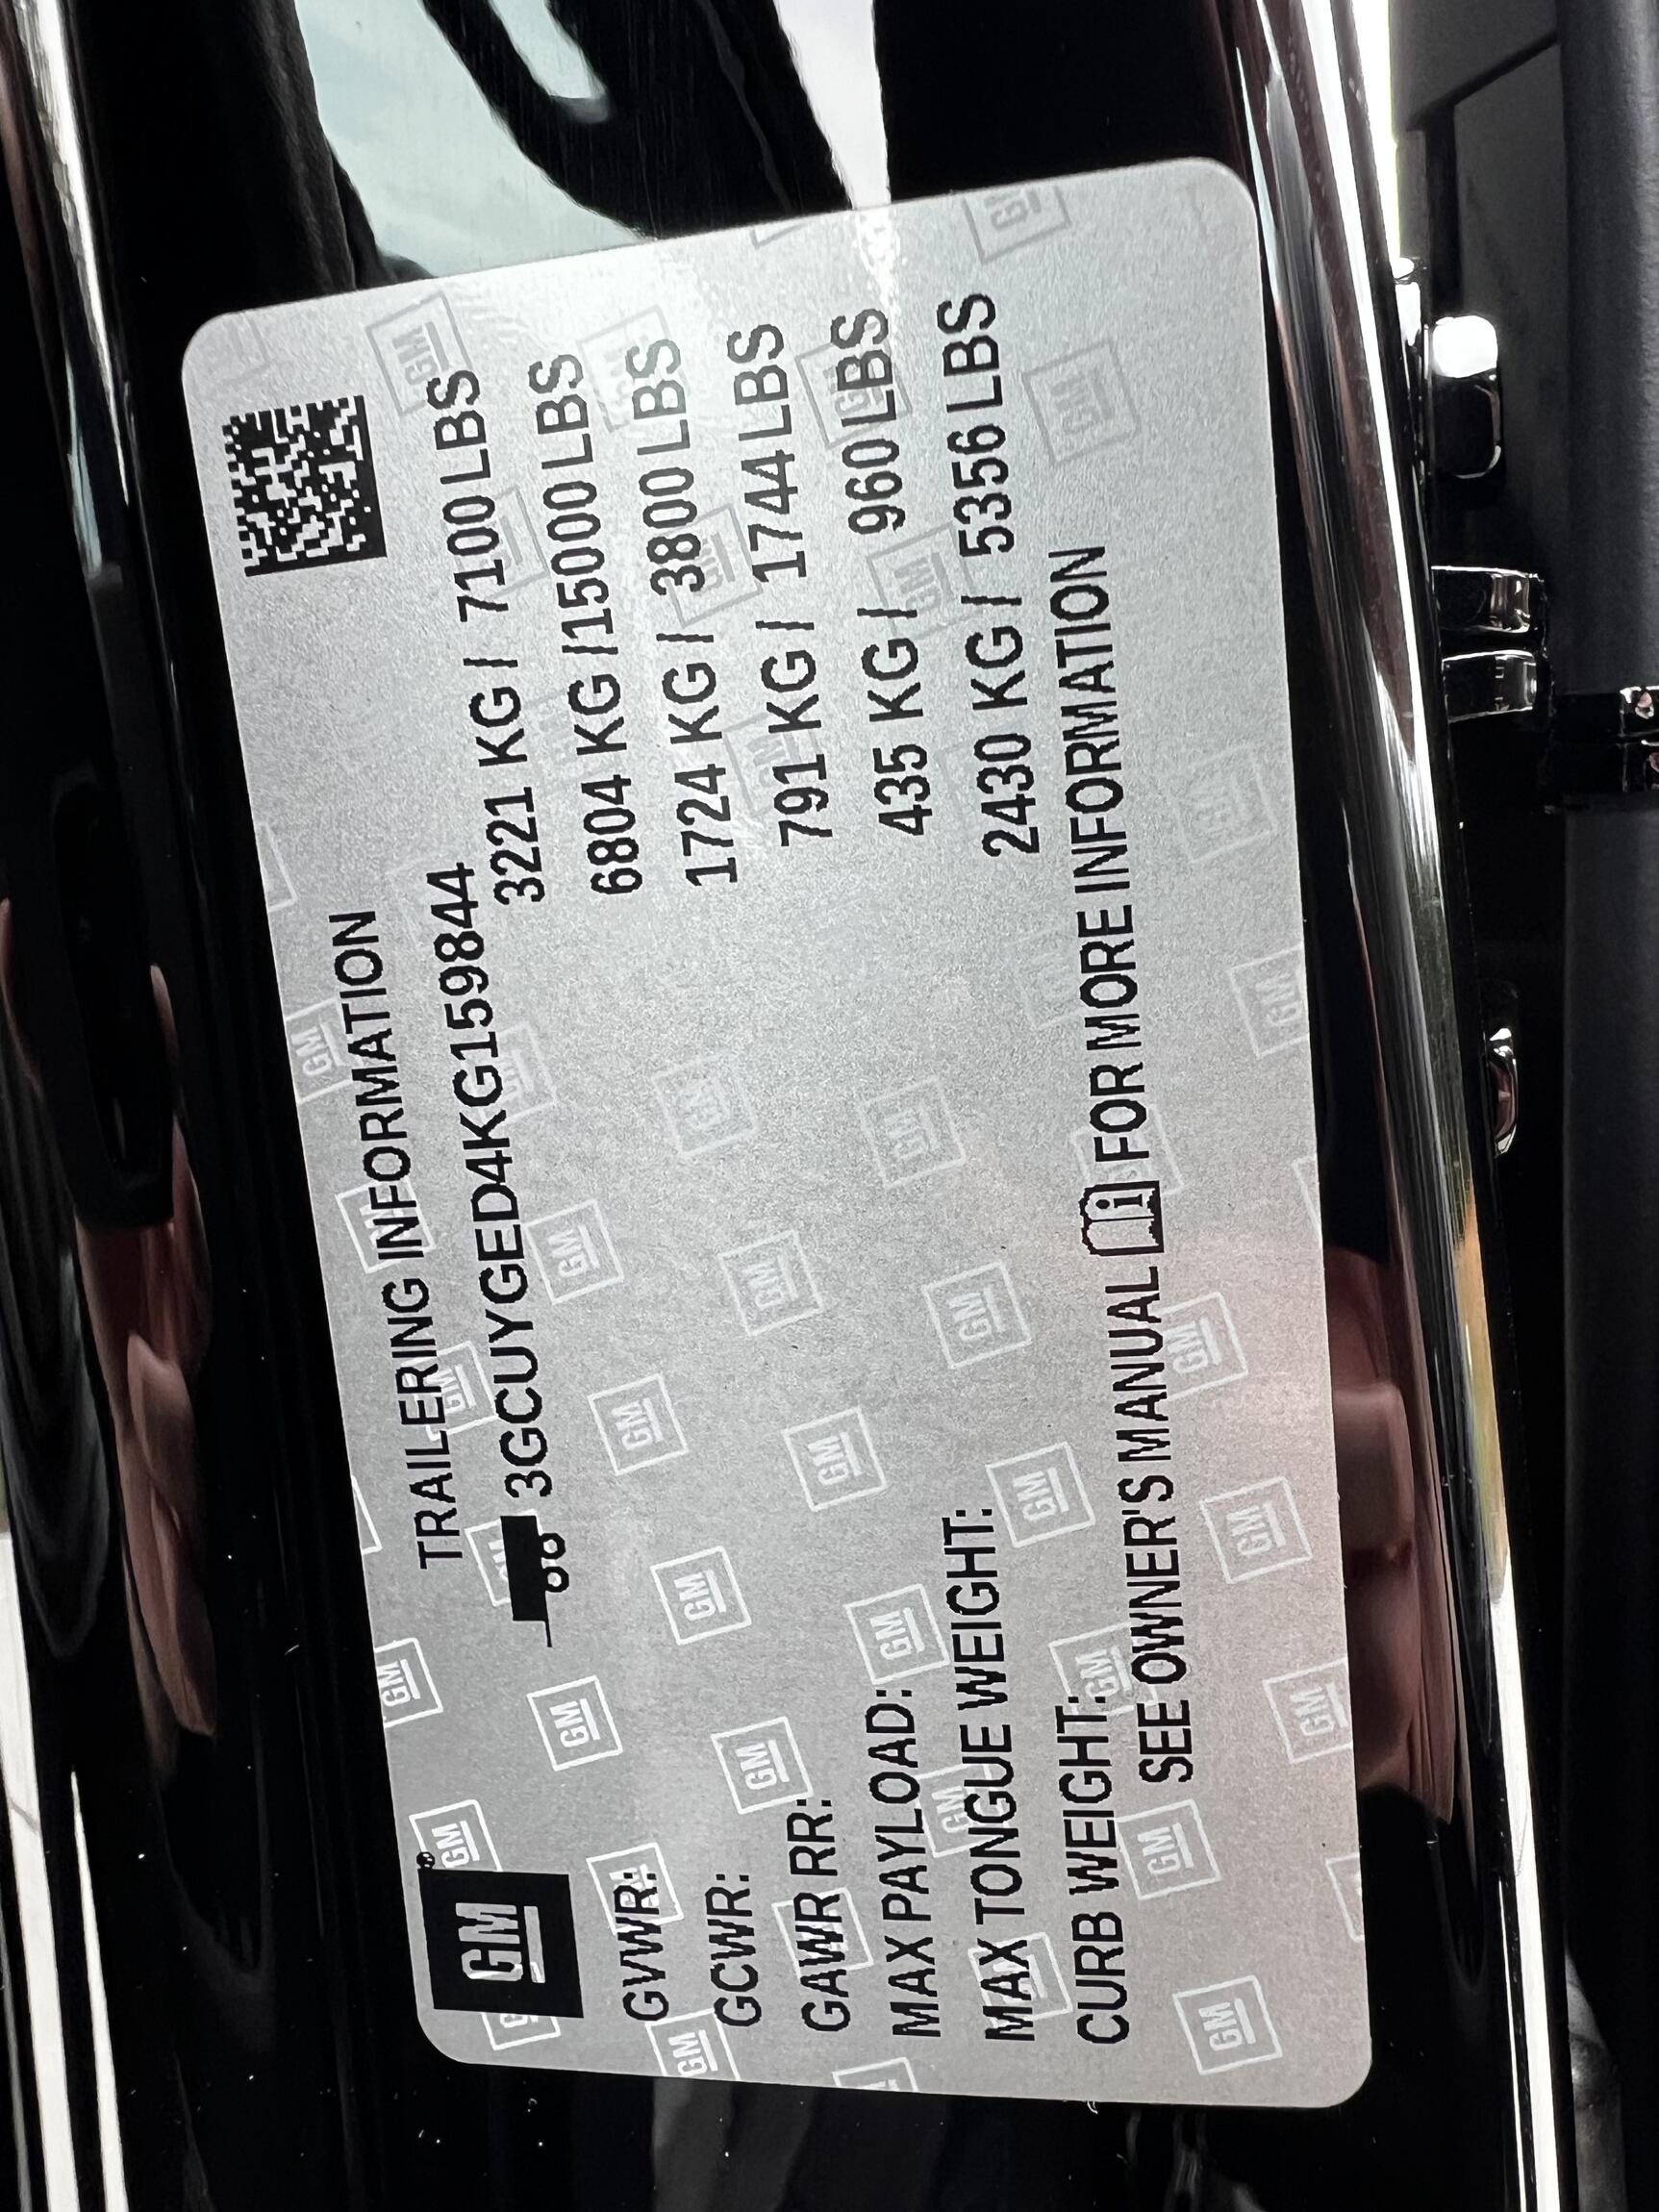 GM
TRAILERING INFORMATION
3GCUYGED4KG159844
GVWR: 3221 KG / 7100 LBS
GCWR: 6804 KG /15000 LBS
GAWR RR: 1724 KG / 3800 LBS
MAX PAYLOAD: 791 KG / 1744 LBS
MAX TONGUE WEIGHT: 435 KG / 960 LBS
CURB WEIGHT: 2430 KG / 5356 LBS
SEE OWNER'S MANUAL i FOR MORE INFORMATION